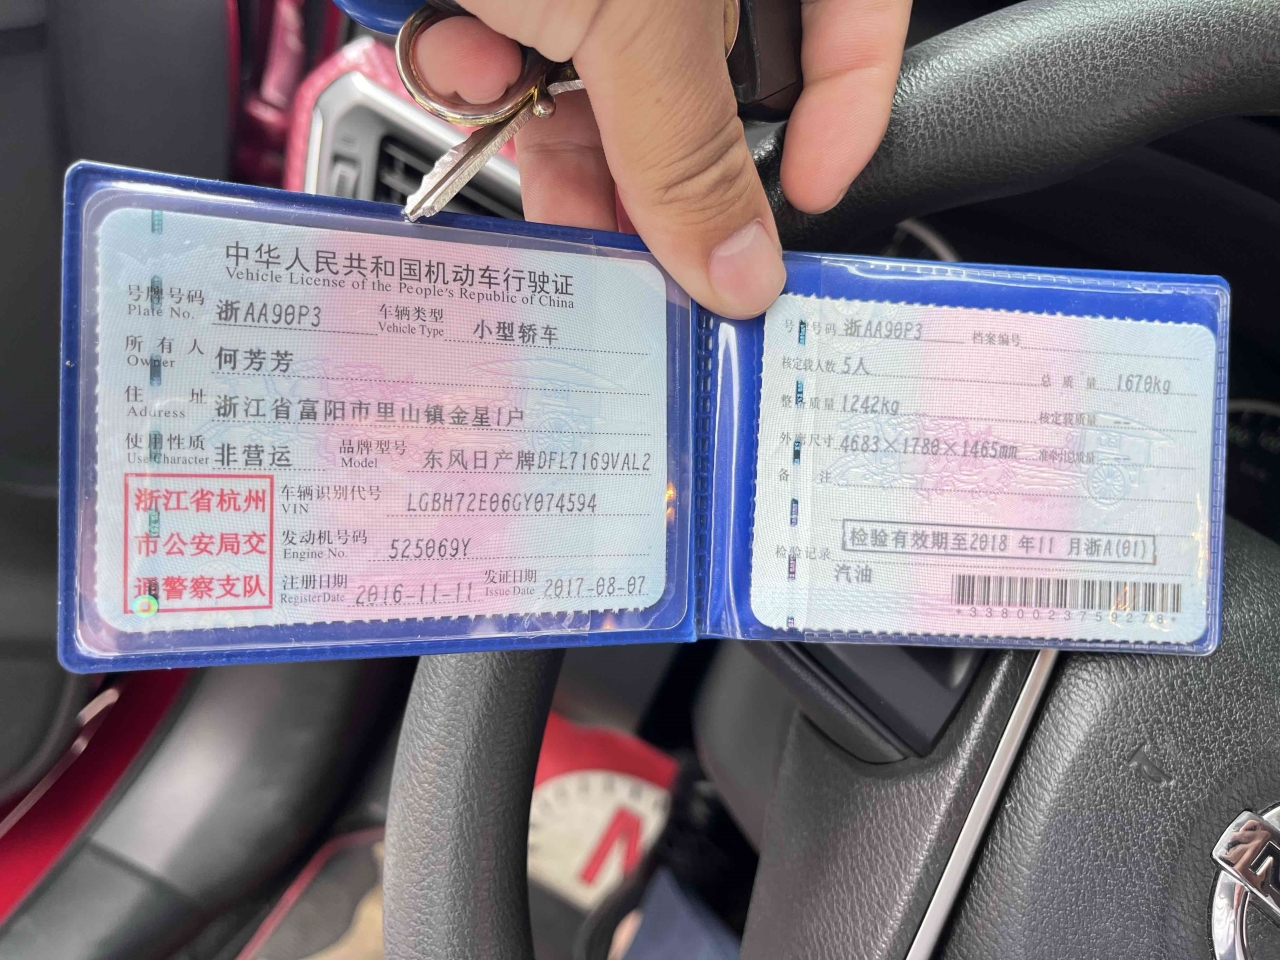 中华人民共和国机动车行驶证
Vehicle License of the People's Republic of China
号牌号码 浙AA90P3 车辆类型 小型轿车
Plate No. Vehicle Type
所有人 何芳芳
Owner
住址 浙江省富阳市里山镇金星1户
Address
使用性质 非营运 品牌型号 东风日产牌DFL7169VAL2
Use Character Model
浙江省杭州
市公安局交
通警察支队
车辆识别代号 LGBH72E06GY074594
VIN
发动机号码 525069Y
Engine No.
注册日期 2016-11-11 发证日期 2017-08-07
Register Date Issue Date
号牌号码 浙AA90P3 档案编号
核定载人数 5人 总质量 1670kg
整备质量 1242kg 核定载质量 --
外廓尺寸 4683×1780×1465mm 准牵引总质量 --
备注
检验记录 检验有效期至2018年11月浙A(01)
汽油
*3380023759278*